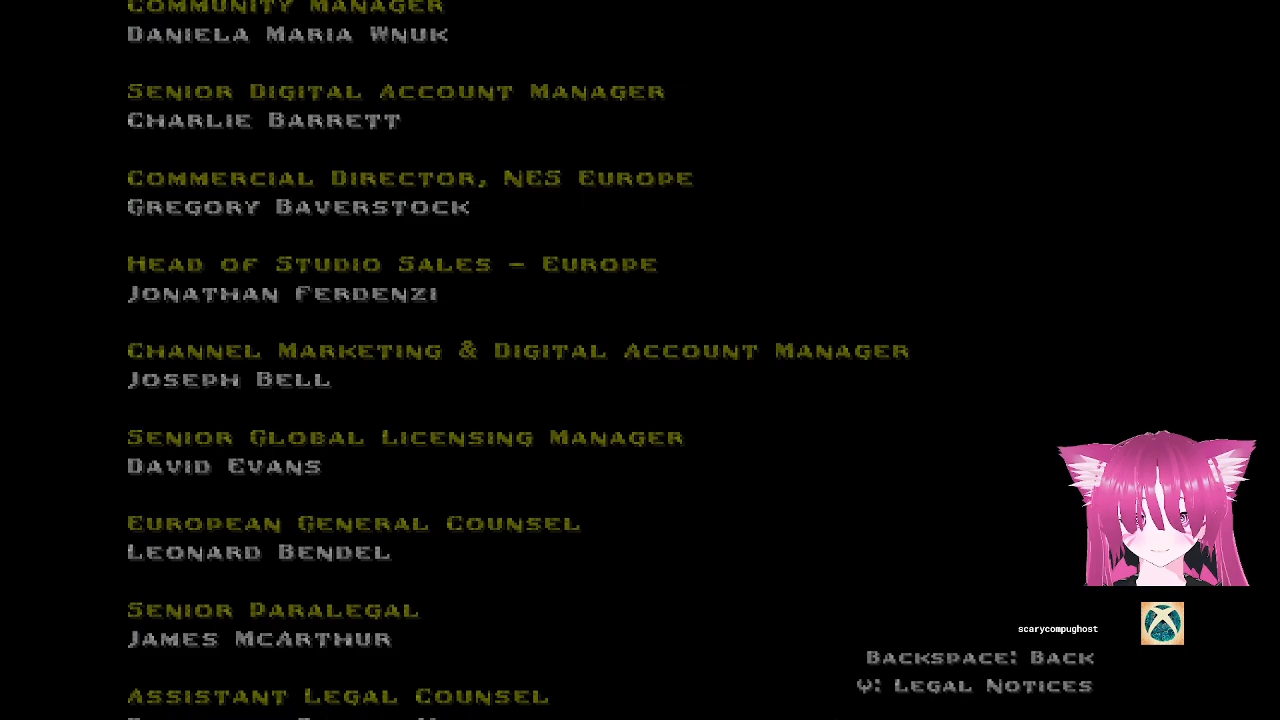 Community Manager
Daniela Maria Wnuk
Senior Digital Account Manager
Charlie Barrett
Commercial Director, NES Europe
Gregory Baverstock
Head of Studio Sales - Europe
Jonathan Ferdenzi
Channel Marketing & Digital Account Manager
Joseph Bell
Senior Global Licensing Manager
David Evans
European General Counsel
Leonard Bendel
Senior Paralegal
James McArthur
scarycompughost
Backspace: Back
Y: Legal Notices
Assistant Legal Counsel